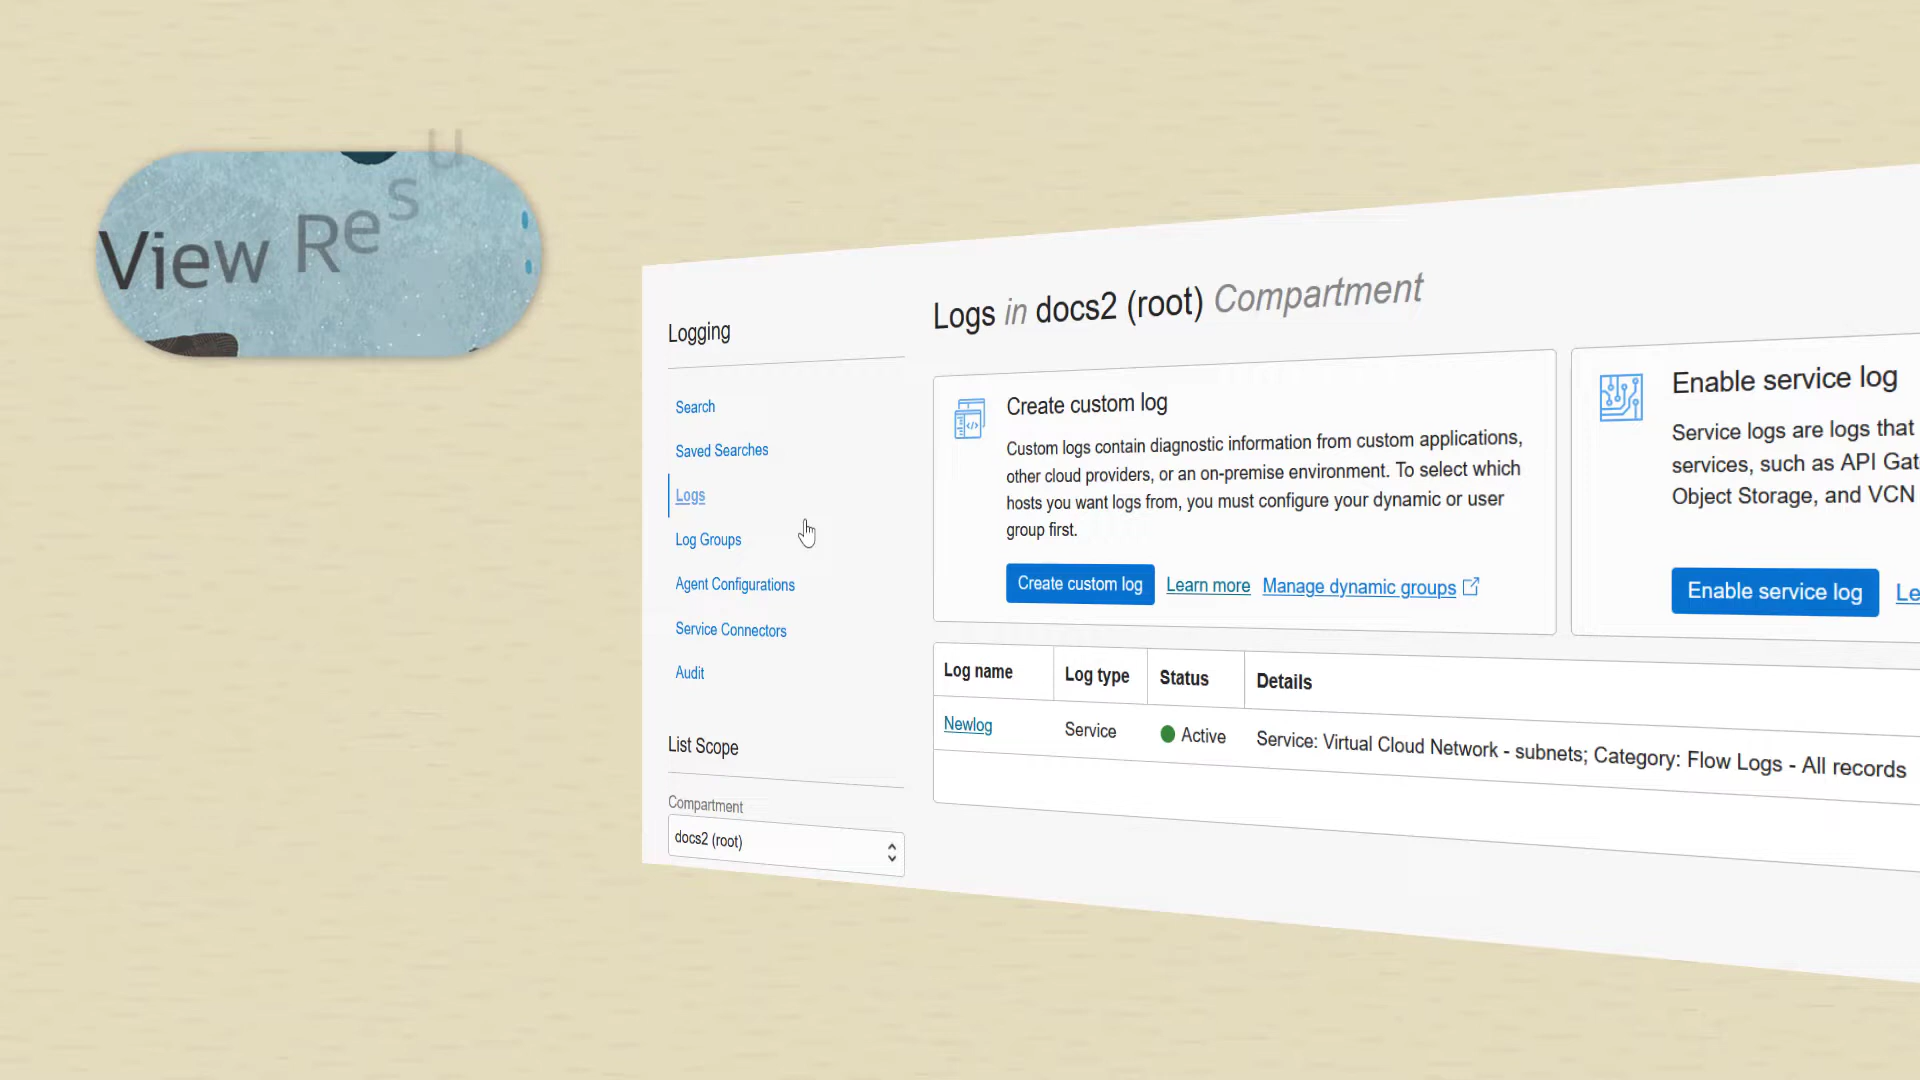 View Resu
Logging
Search
Saved Searches
Logs
Log Groups
Agent Configurations
Service Connectors
Audit
List Scope
Compartment
docs2 (root)
Logs in docs2 (root) Compartment
Create custom log
Custom logs contain diagnostic information from custom applications,
other cloud providers, or an on-premise environment. To select which
hosts you want logs from, you must configure your dynamic or user
group first.
Create custom log Learn more Manage dynamic groups
Enable service log
Service logs are logs that
services, such as API Gat
Object Storage, and VCN
Enable service log Le
Log name Log type Status Details
Newlog Service Active Service: Virtual Cloud Network - subnets; Category: Flow Logs - All records